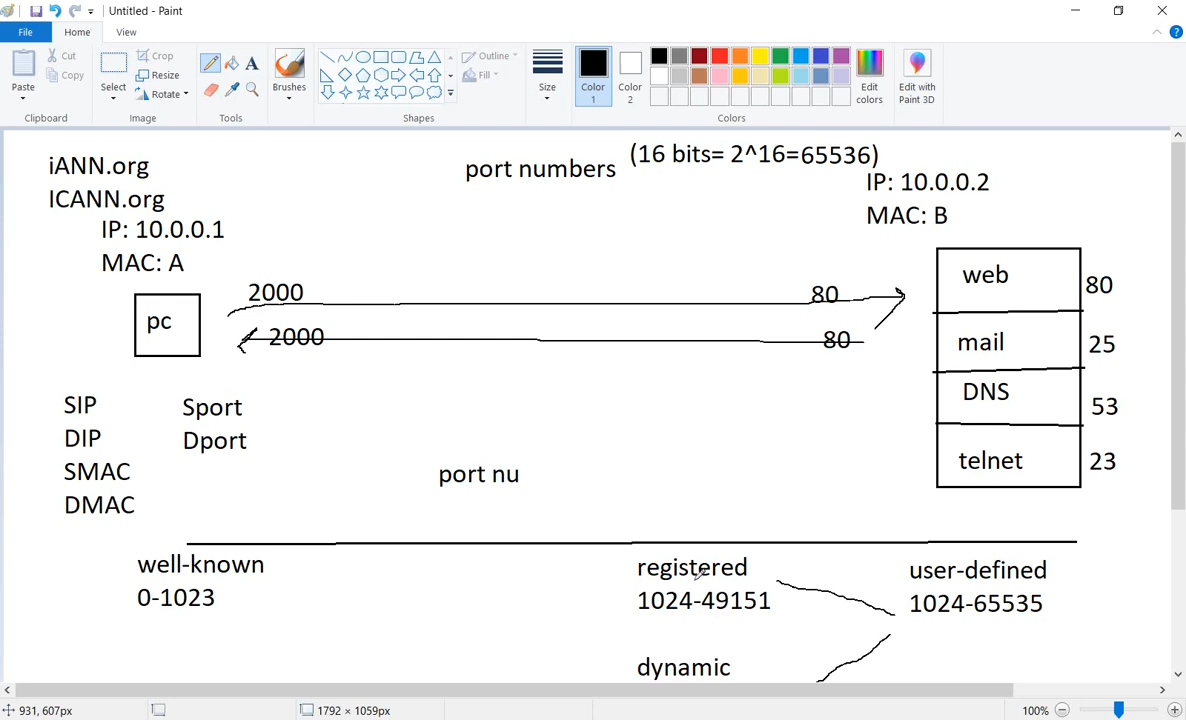 Untitled - Paint
File
Home
View
Paste
Cut
Copy
Clipboard
Select
Crop
Resize
Rotate
Image
Tools
Brushes
Shapes
Outline
Fill
Size
Color
1
Color
2
Edit
colors
Colors
Edit with
Paint 3D
iANN.org
ICANN.org
port numbers
(16 bits= 2^16=65536)
IP: 10.0.0.1
MAC: A
IP: 10.0.0.2
MAC: B
pc
2000
80
2000
80
web
80
mail
25
DNS
53
telnet
23
SIP
DIP
SMAC
DMAC
Sport
Dport
port nu
well-known
0-1023
registered
1024-49151
user-defined
1024-65535
dynamic
931, 607px
1792 × 1059px
100%